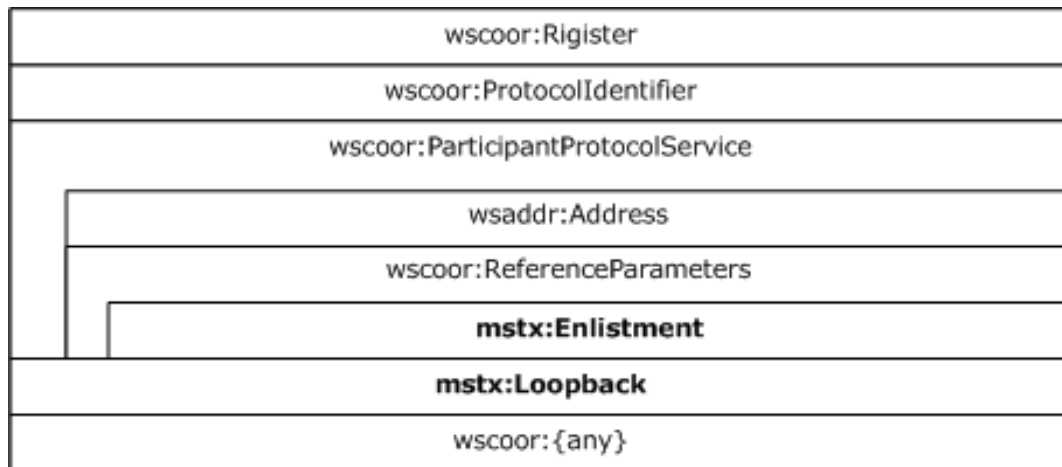 wscoor:Rigister
wscoor:ProtocolIdentifier
wscoor:ParticipantProtocolService
wsaddr:Address
wscoor:ReferenceParameters
mstx:Enlistment
mstx:Loopback
wscoor:{any}